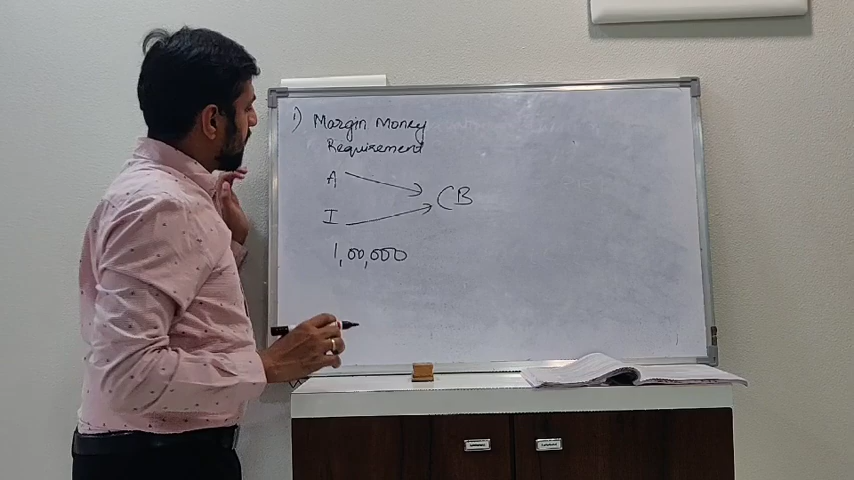 1) Margin Money
Requirement
A
CB
I
1,00,000